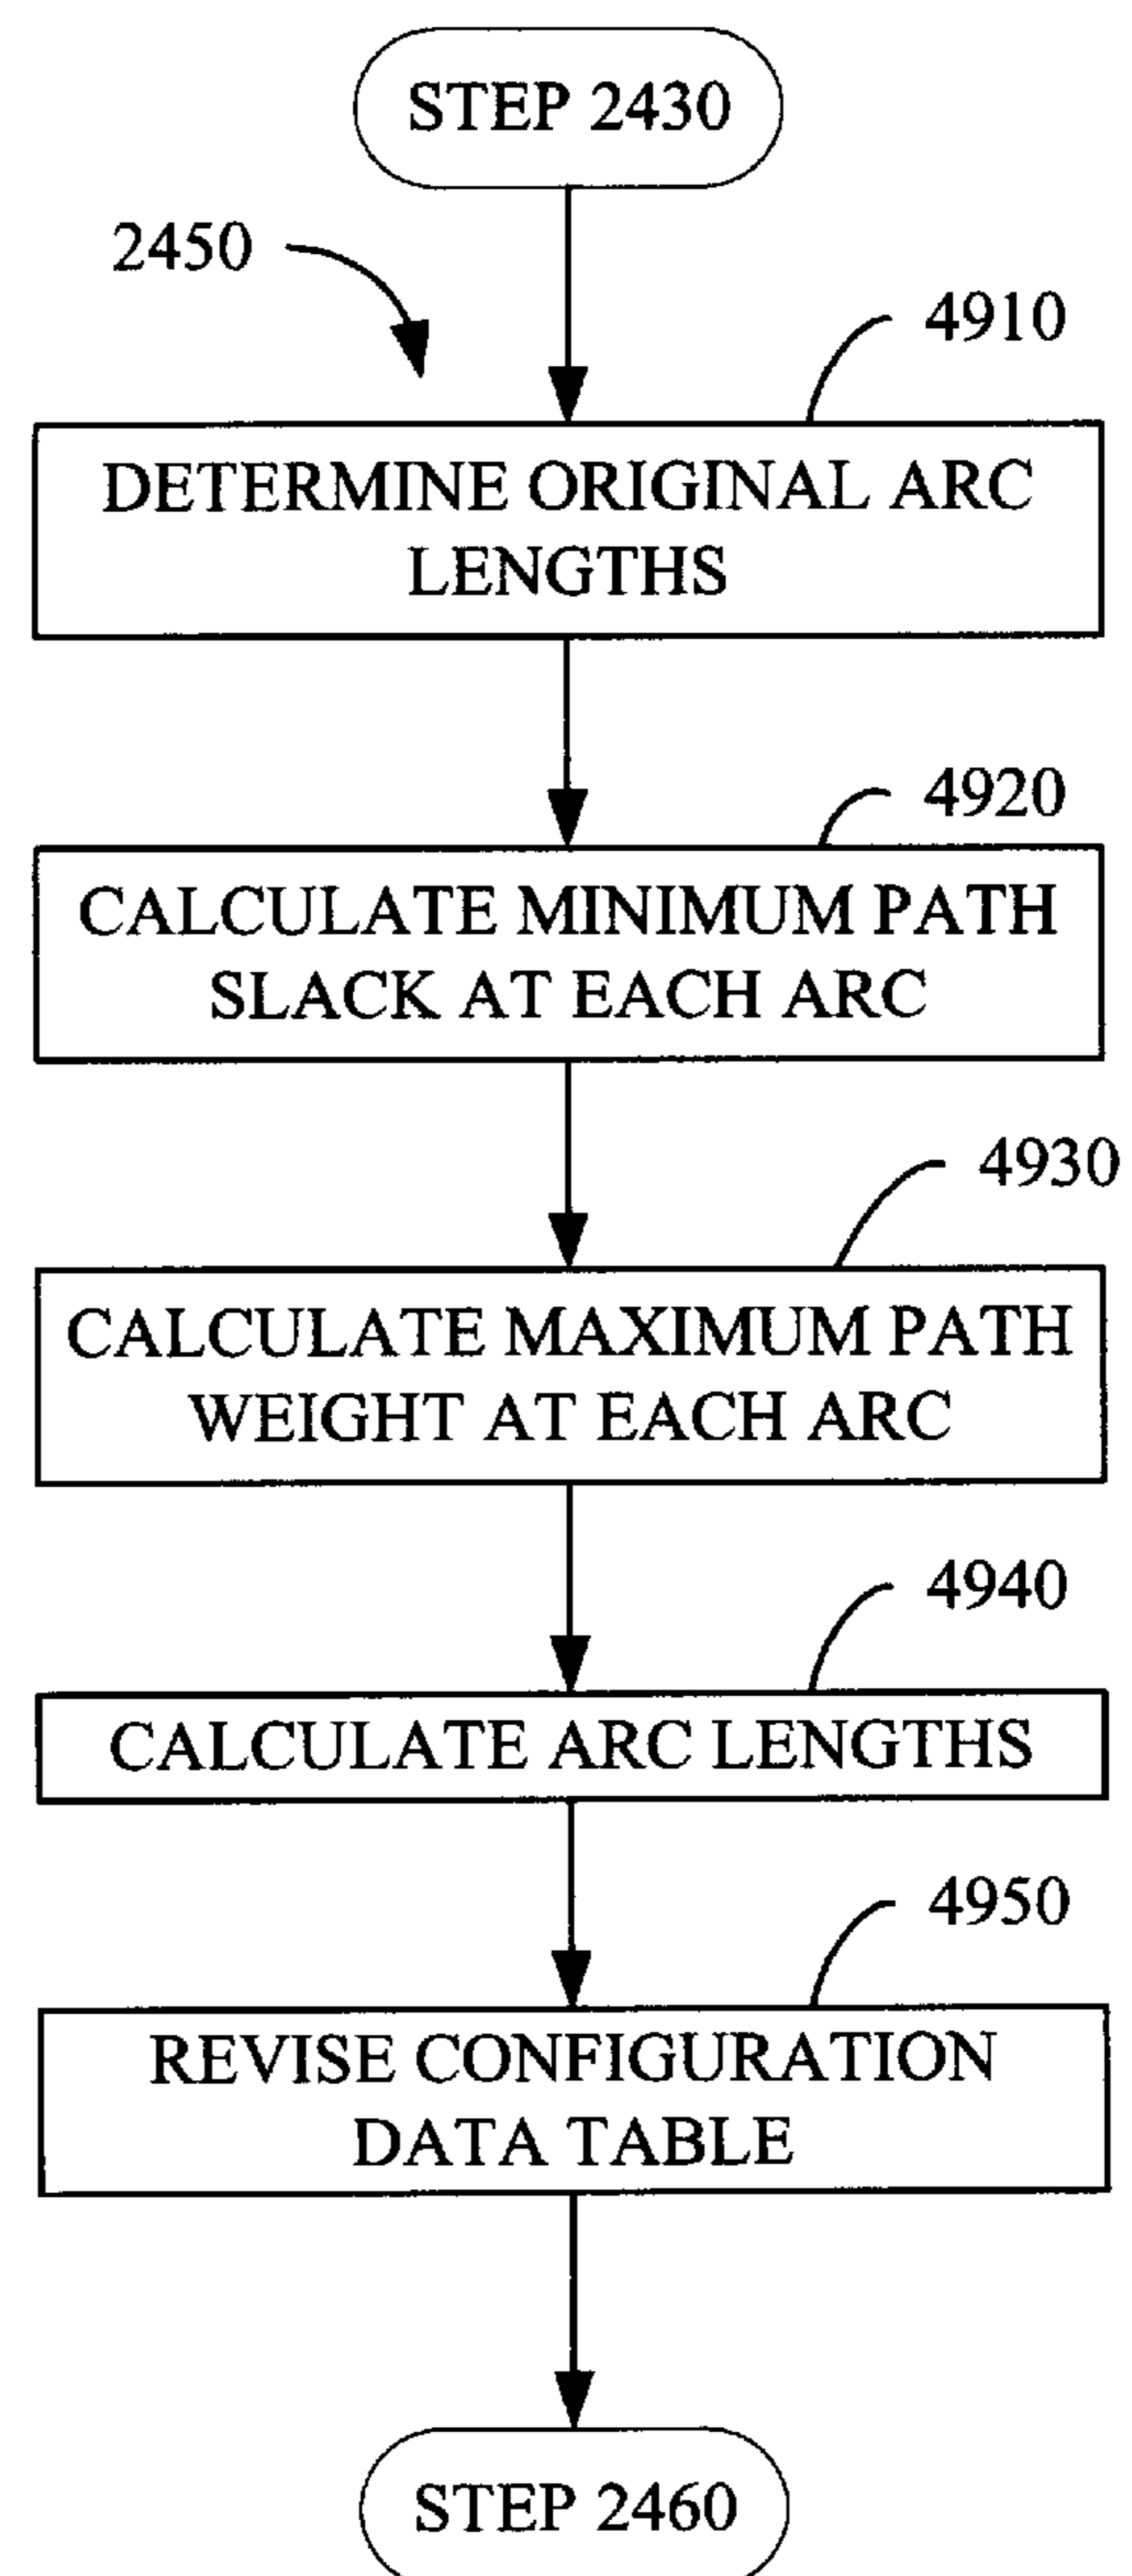 STEP 2430
2450
4910
DETERMINE ORIGINAL ARC
LENGTHS
4920
CALCULATE MINIMUM PATH
SLACK AT EACH ARC
4930
CALCULATE MAXIMUM PATH
WEIGHT AT EACH ARC
4940
CALCULATE ARC LENGTHS
4950
REVISE CONFIGURATION
DATA TABLE
STEP 2460